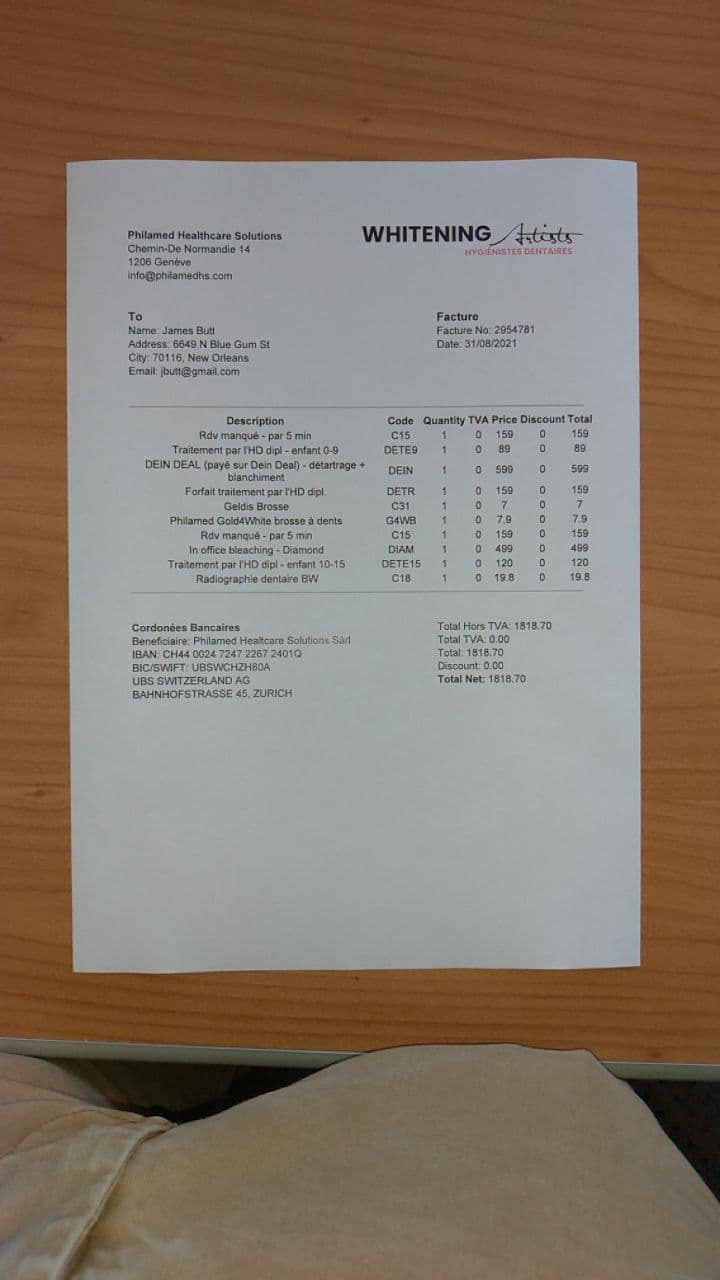 Philamed Healthcare Solutions
Chemin-De Normandie 14
1206 Genève
info@philamedhs.com
WHITENING Artists
HYGIÉNISTES DENTAIRES
To
Name: James Butt
Address: 6649 N Blue Gum St
City: 70116, New Orleans
Email: jbutt@gmail.com
Facture
Facture No: 2954781
Date: 31/08/2021
Description Code Quantity TVA Price Discount Total
Rdv manqué - par 5 min C15 1 0 159 0 159
Traitement par l'HD dipl - enfant 0-9 DETE9 1 0 89 0 89
DEIN DEAL (payé sur Dein Deal) - détartrage +
blanchiment DEIN 1 0 599 0 599
Forfait traitement par l'HD dipl. DETR 1 0 159 0 159
Geldis Brosse C31 1 0 7 0 7
Philamed Gold4White brosse à dents G4WB 1 0 7.9 0 7.9
Rdv manqué - par 5 min C15 1 0 159 0 159
In office bleaching - Diamond DIAM 1 0 499 0 499
Traitement par l'HD dipl - enfant 10-15 DETE15 1 0 120 0 120
Radiographie dentaire BW C18 1 0 19.8 0 19.8
Cordonées Bancaires
Beneficiaire: Philamed Healtcare Solutions Sàrl
IBAN: CH44 0024 7247 2267 2401Q
BIC/SWIFT: UBSWCHZH80A
UBS SWITZERLAND AG
BAHNHOFSTRASSE 45, ZURICH
Total Hors TVA: 1818.70
Total TVA: 0.00
Total: 1818.70
Discount: 0.00
Total Net: 1818.70